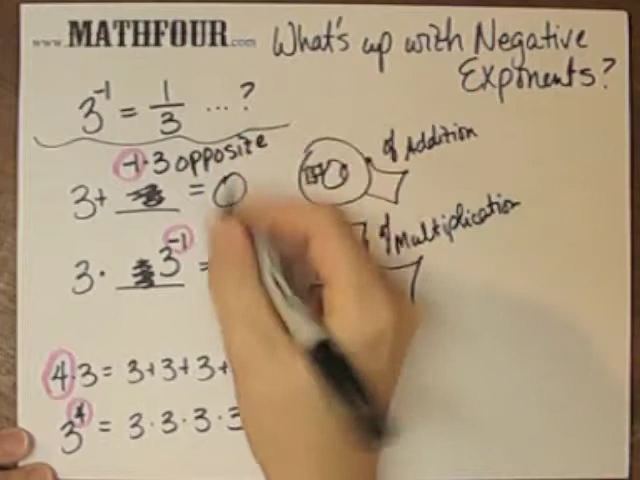 www.MATHFOUR.com
What's up with Negative
Exponents?
3⁻¹ = 1/3 ...?
-1·3 opposite
3+ ___ = 0
of Addition
3· 3⁻¹ =
of Multiplication
4·3 = 3+3+3+
3⁴ = 3·3·3·3